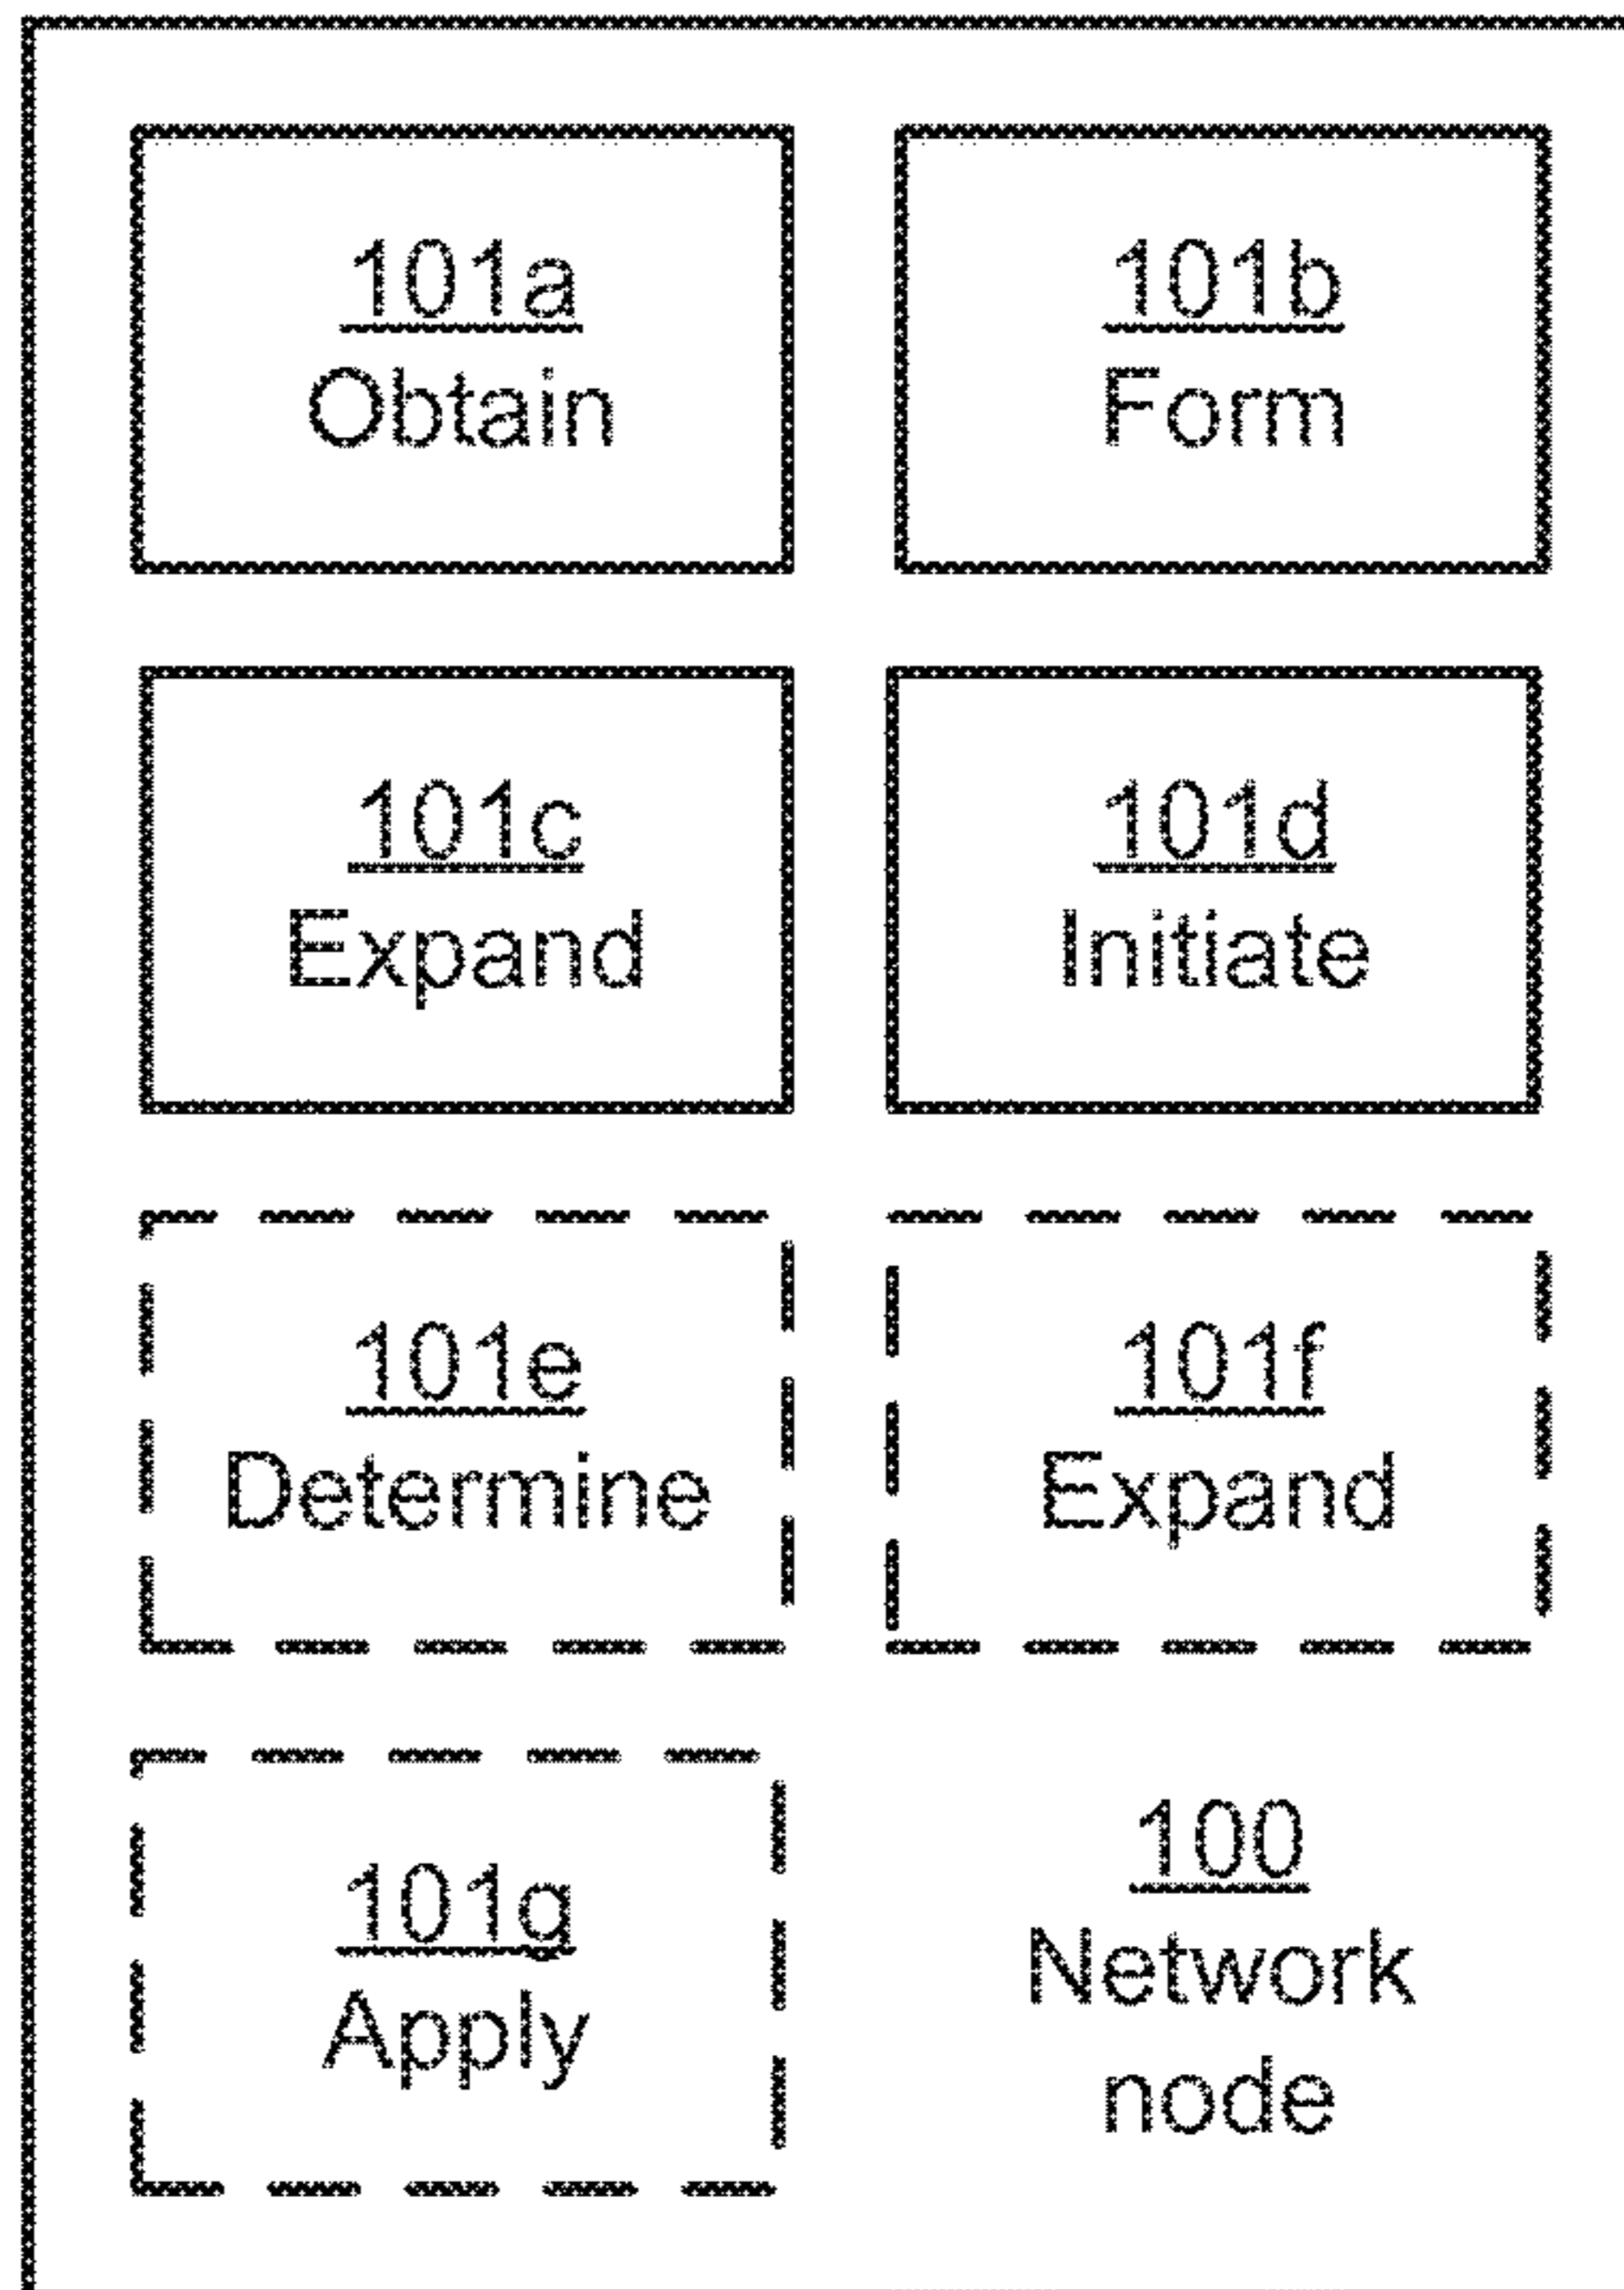 101a
Obtain
101b
Form
101c
Expand
101d
Initiate
101e
Determine
101f
Expand
101g
Apply
100
Network
node